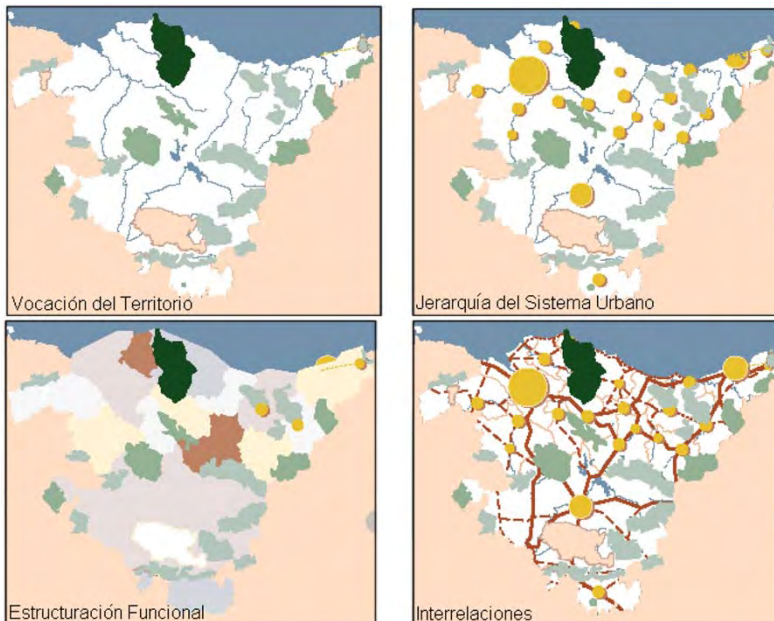 Vocación del Territorio
Jerarquía del Sistema Urbano
Estructuración Funcional
Interrelaciones